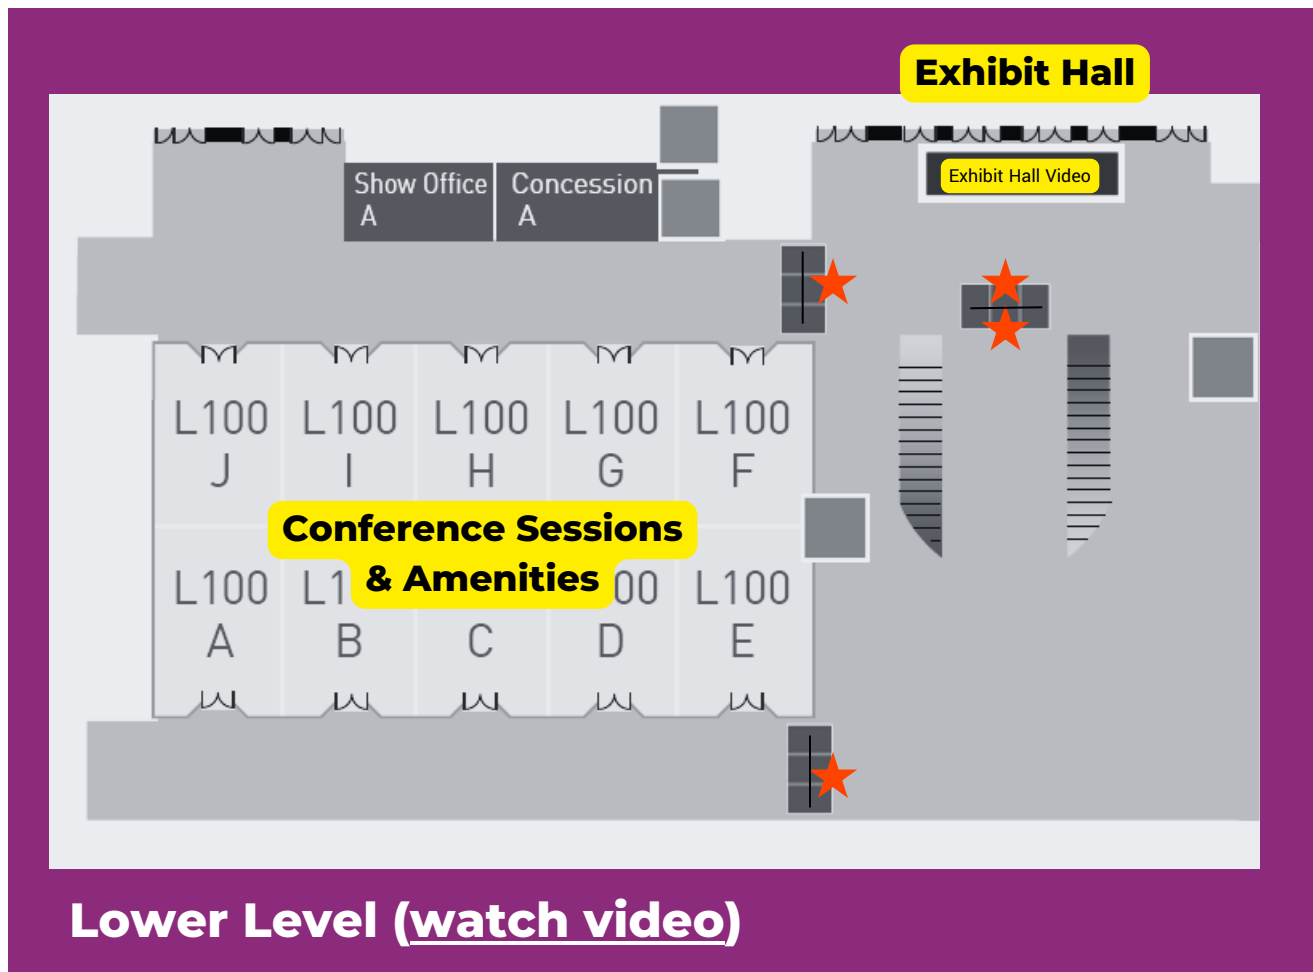 Exhibit Hall
Exhibit Hall Video
Show Office
A
Concession
A
L100
J
L100
I
L100
H
L100
G
L100
F
Conference Sessions
& Amenities
L100
A
L1
B
C
00
D
L100
E
Lower Level (watch video)